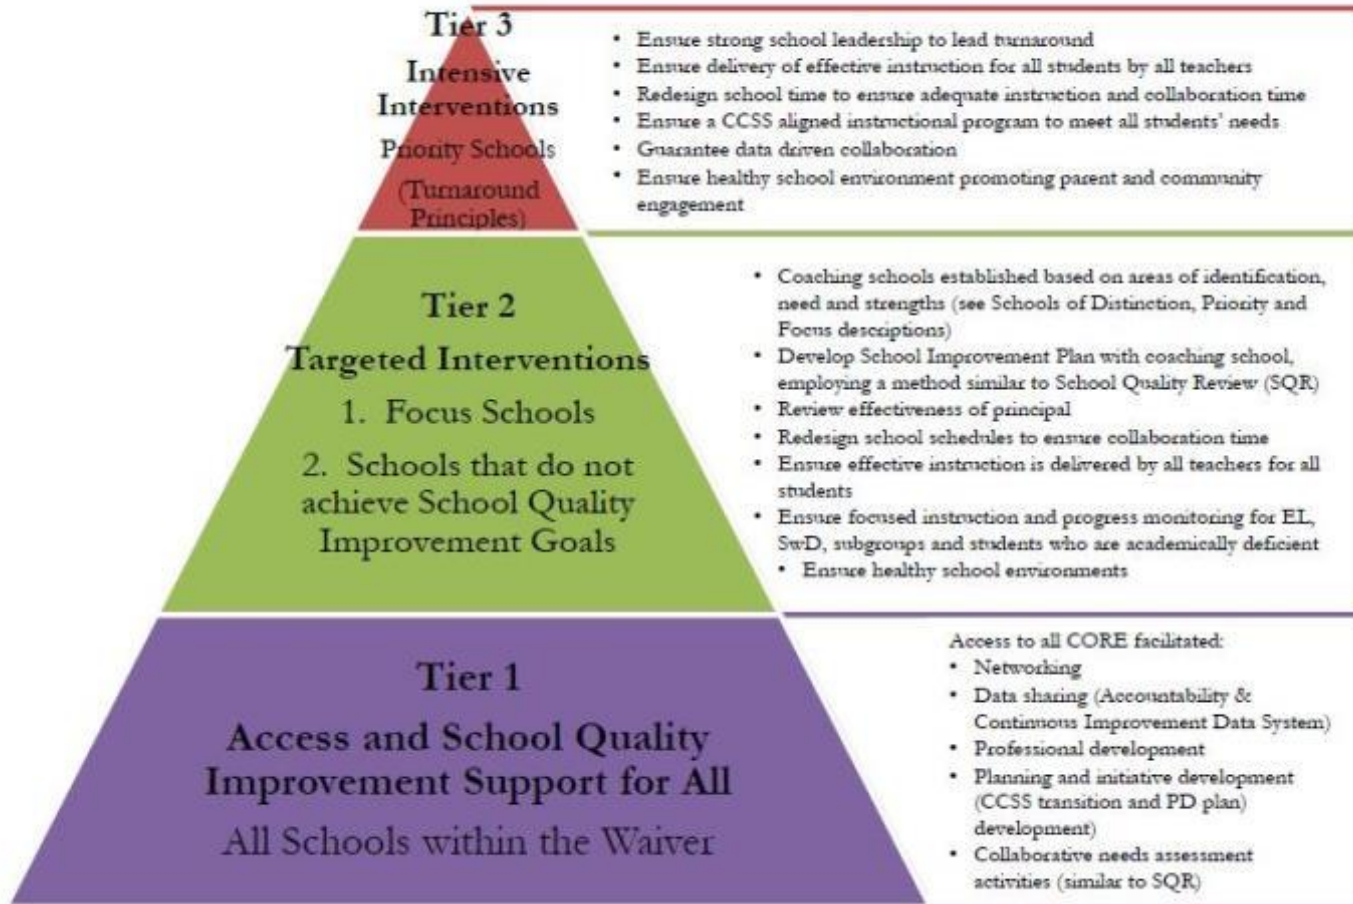 Tier 3
Intensive
Interventions
Priority Schools
(Turnaround
Principles)
• Ensure strong school leadership to lead turnaround
• Ensure delivery of effective instruction for all students by all teachers
• Redesign school time to ensure adequate instruction and collaboration time
• Ensure a CCSS aligned instructional program to meet all students' needs
• Guarantee data driven collaboration
• Ensure healthy school environment promoting parent and community
engagement
Tier 2
Targeted Interventions
1. Focus Schools
2. Schools that do not
achieve School Quality
Improvement Goals
• Coaching schools established based on areas of identification,
need and strengths (see Schools of Distinction, Priority and
Focus descriptions)
• Develop School Improvement Plan with coaching school,
employing a method similar to School Quality Review (SQR)
• Review effectiveness of principal
• Redesign school schedules to ensure collaboration time
• Ensure effective instruction is delivered by all teachers for all
students
• Ensure focused instruction and progress monitoring for EL,
SwD, subgroups and students who are academically deficient
• Ensure healthy school environments
Tier 1
Access and School Quality
Improvement Support for All
All Schools within the Waiver
Access to all CORE facilitated:
• Networking
• Data sharing (Accountability &
Continuous Improvement Data System)
• Professional development
• Planning and initiative development
(CCSS transition and PD plan)
development)
• Collaborative needs assessment
activities (similar to SQR)